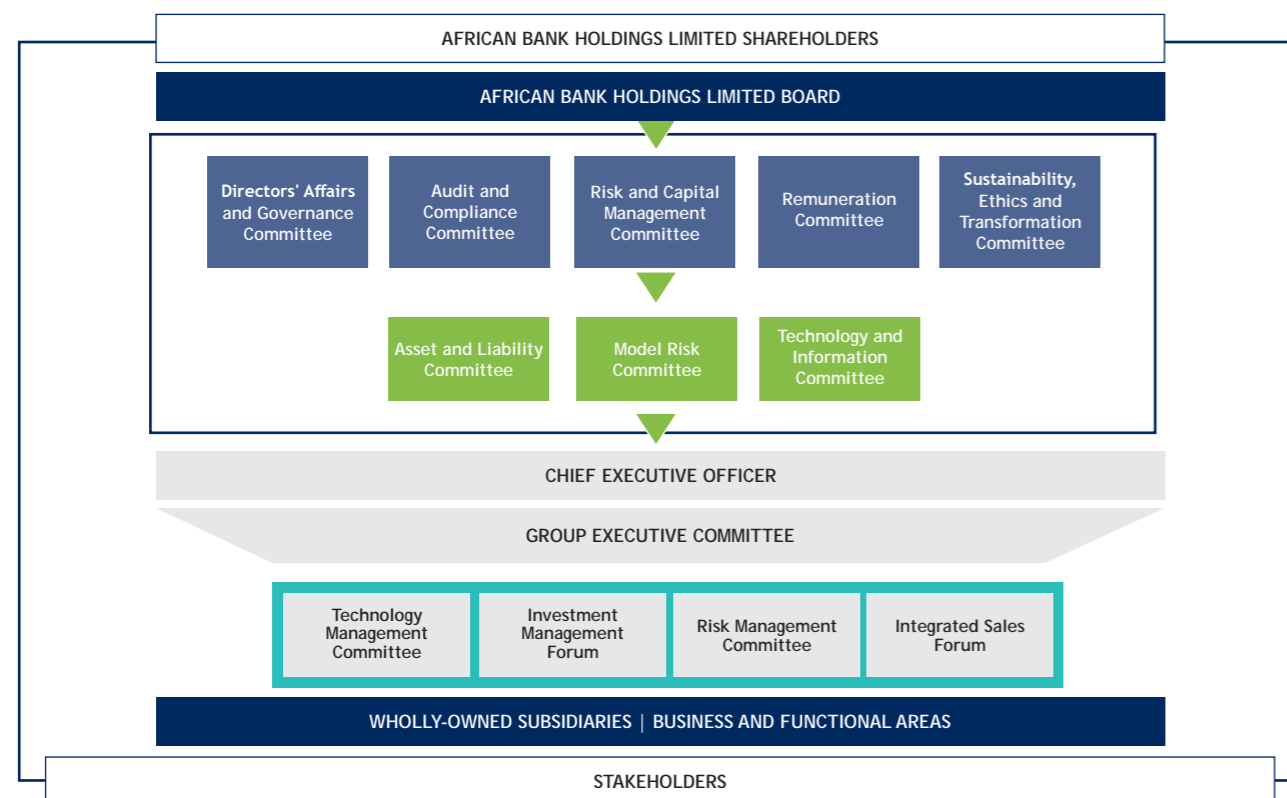 AFRICAN BANK HOLDINGS LIMITED SHAREHOLDERS
AFRICAN BANK HOLDINGS LIMITED BOARD
Directors' Affairs
and Governance
Committee
Audit and
Compliance
Committee
Risk and Capital
Management
Committee
Remuneration
Committee
Sustainability,
Ethics and
Transformation
Committee
Asset and Liability
Committee
Model Risk
Committee
Technology and
Information
Committee
CHIEF EXECUTIVE OFFICER
GROUP EXECUTIVE COMMITTEE
Technology
Management
Committee
Investment
Management
Forum
Risk Management
Committee
Integrated Sales
Forum
WHOLLY-OWNED SUBSIDIARIES | BUSINESS AND FUNCTIONAL AREAS
STAKEHOLDERS